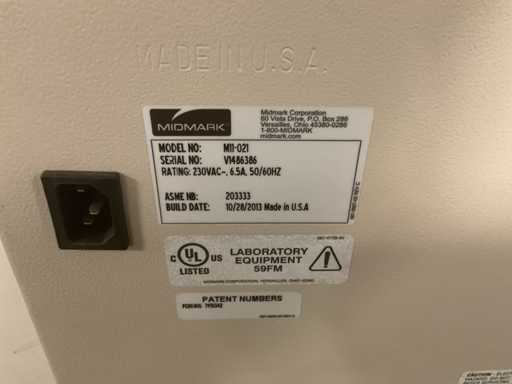 MADE IN U.S.A.
MIDMARK
Midmark Corporation
60 Vista Drive, P.O. Box 286
Versailles, Ohio 45380-0286
1-800-MIDMARK
midmark.com
MODEL NO: M11-021
SERIAL NO: V1486386
RATING: 230VAC~, 6.5A, 50/60HZ
ASME NB: 203333
BUILD DATE: 10/28/2013 Made in U.S.A
C UL US
LISTED
LABORATORY
EQUIPMENT
59FM
PATENT NUMBERS